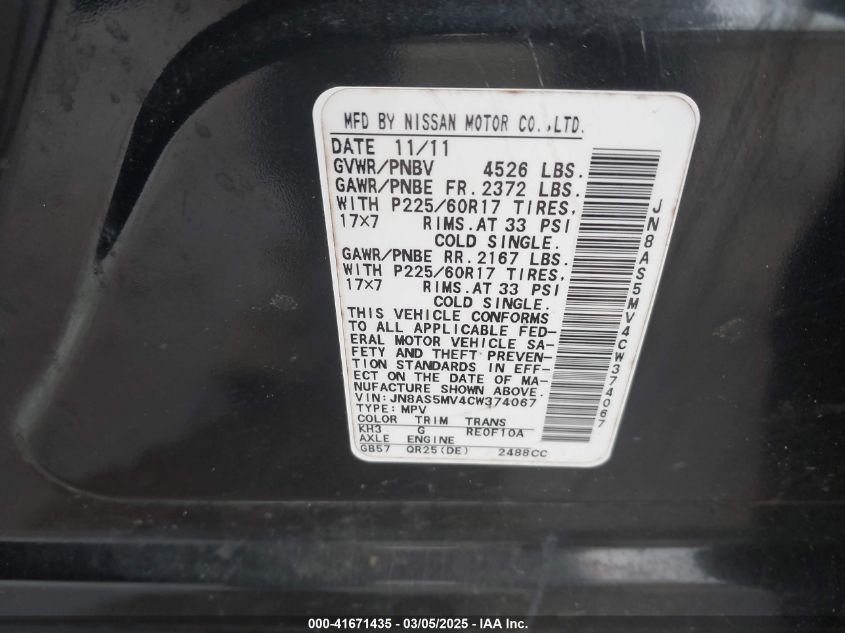 MFD BY NISSAN MOTOR CO.,LTD.
DATE 11/11
GVWR/PNBV 4526 LBS.
GAWR/PNBE FR. 2372 LBS.
WITH P225/60R17 TIRES,
17×7 RIMS.AT 33 PSI
COLD SINGLE.
GAWR/PNBE RR. 2167 LBS.
WITH P225/60R17 TIRES,
17×7 RIMS.AT 33 PSI
COLD SINGLE.
THIS VEHICLE CONFORMS
TO ALL APPLICABLE FED-
ERAL MOTOR VEHICLE SA-
FETY AND THEFT PREVEN-
TION STANDARDS IN EFF-
ECT ON THE DATE OF MA-
NUFACTURE SHOWN ABOVE.
VIN: JN8AS5MV4CW374067
TYPE: MPV
COLOR TRIM TRANS
KH3 G RE0F10A
AXLE ENGINE
GB57 QR25(DE) 2488CC
JN8AS5MV4CW374067
000-41671435 - 03/05/2025 - IAA Inc.